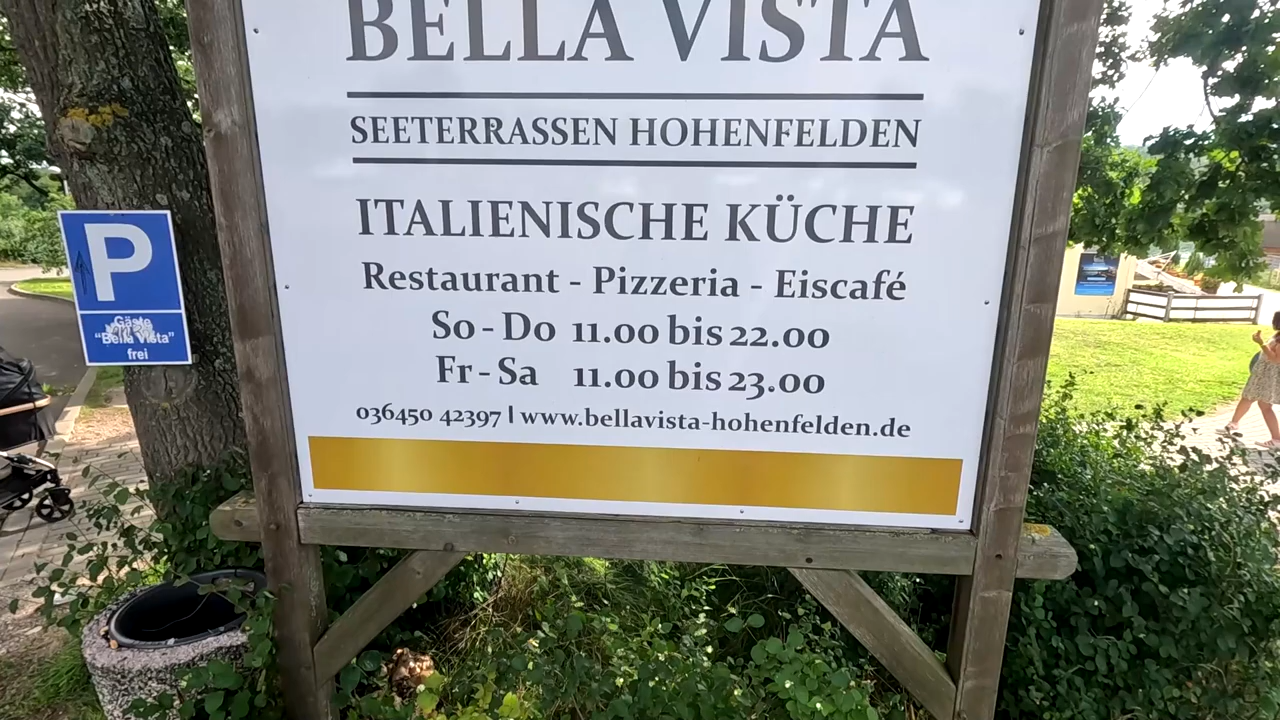 BELLA VISTA
SEETERRASSEN HOHENFELDEN
ITALIENISCHE KÜCHE
Restaurant - Pizzeria - Eiscafé
So - Do 11.00 bis 22.00
Fr - Sa 11.00 bis 23.00
036450 42397 | www.bellavista-hohenfelden.de
P
Gäste
"Bella Vista"
frei